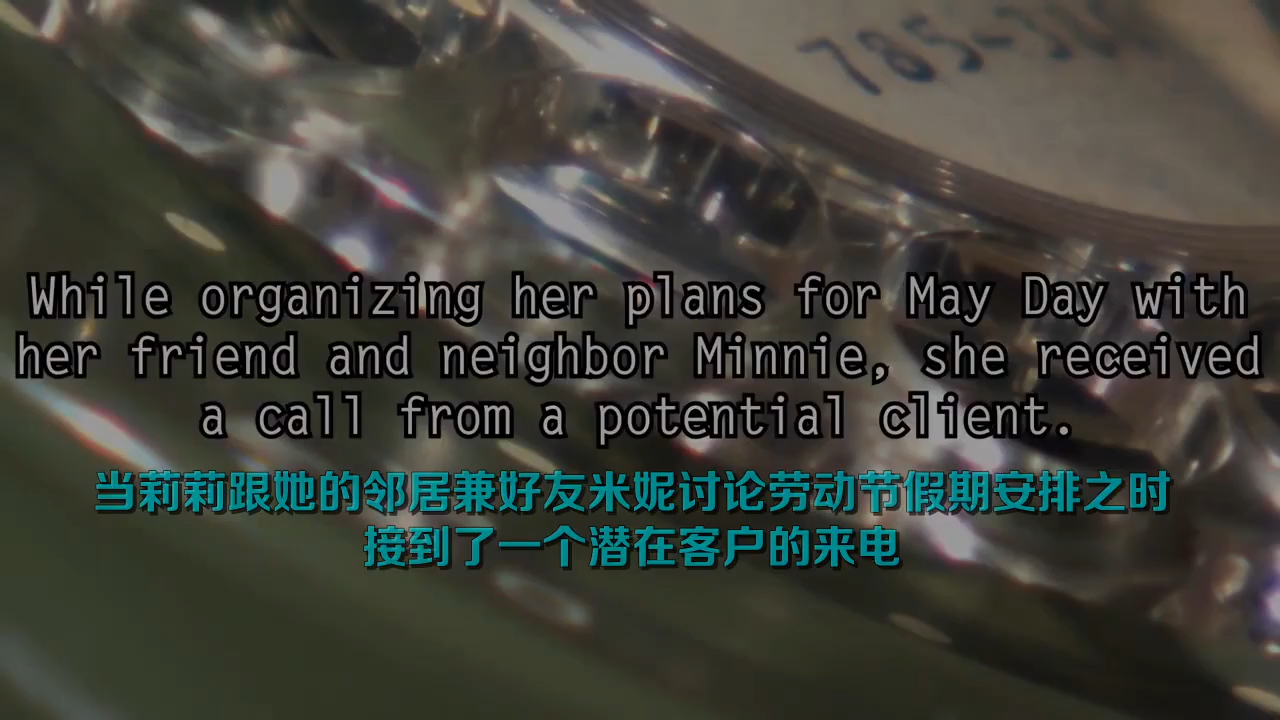 785-3
While organizing her plans for May Day with
her friend and neighbor Minnie, she received
a call from a potential client.
当莉莉跟她的邻居兼好友米妮讨论劳动节假期安排之时
接到了一个潜在客户的来电